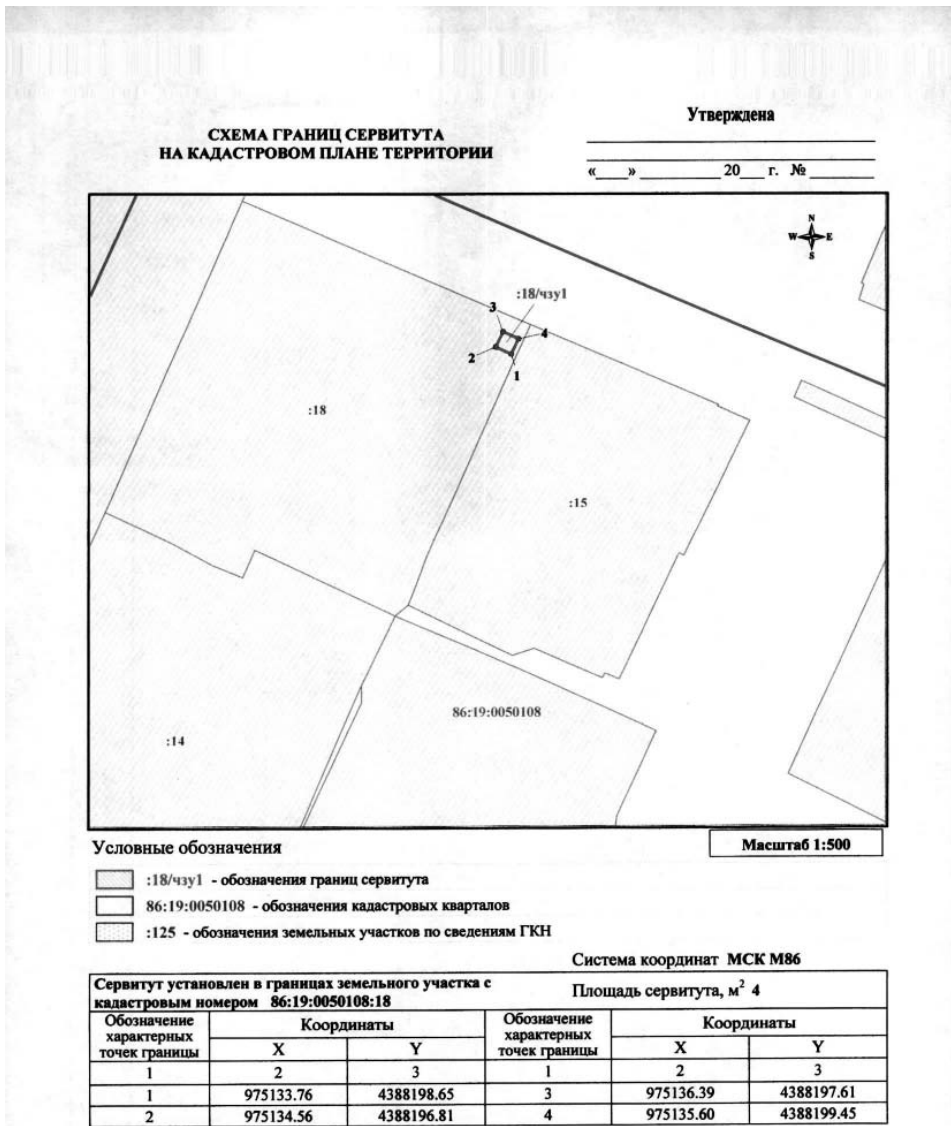 Утверждена
СХЕМА ГРАНИЦ СЕРВИТУТА
НА КАДАСТРОВОМ ПЛАНЕ ТЕРРИТОРИИ
«____» _________ 20___ г. № _______
N
W E
S
:18/чзу1
3
4
2
1
:18
:15
86:19:0050108
:14
Условные обозначения
Масштаб 1:500
:18/чзу1 - обозначения границ сервитута
86:19:0050108 - обозначения кадастровых кварталов
:125 - обозначения земельных участков по сведениям ГКН
Система координат МСК М86
Сервитут установлен в границах земельного участка с
кадастровым номером 86:19:0050108:18
Площадь сервитута, м² 4
Обозначение характерных точек границы Координаты Обозначение характерных точек границы Координаты
X Y X Y
1 2 3 1 2 3
1 975133.76 4388198.65 3 975136.39 4388197.61
2 975134.56 4388196.81 4 975135.60 4388199.45